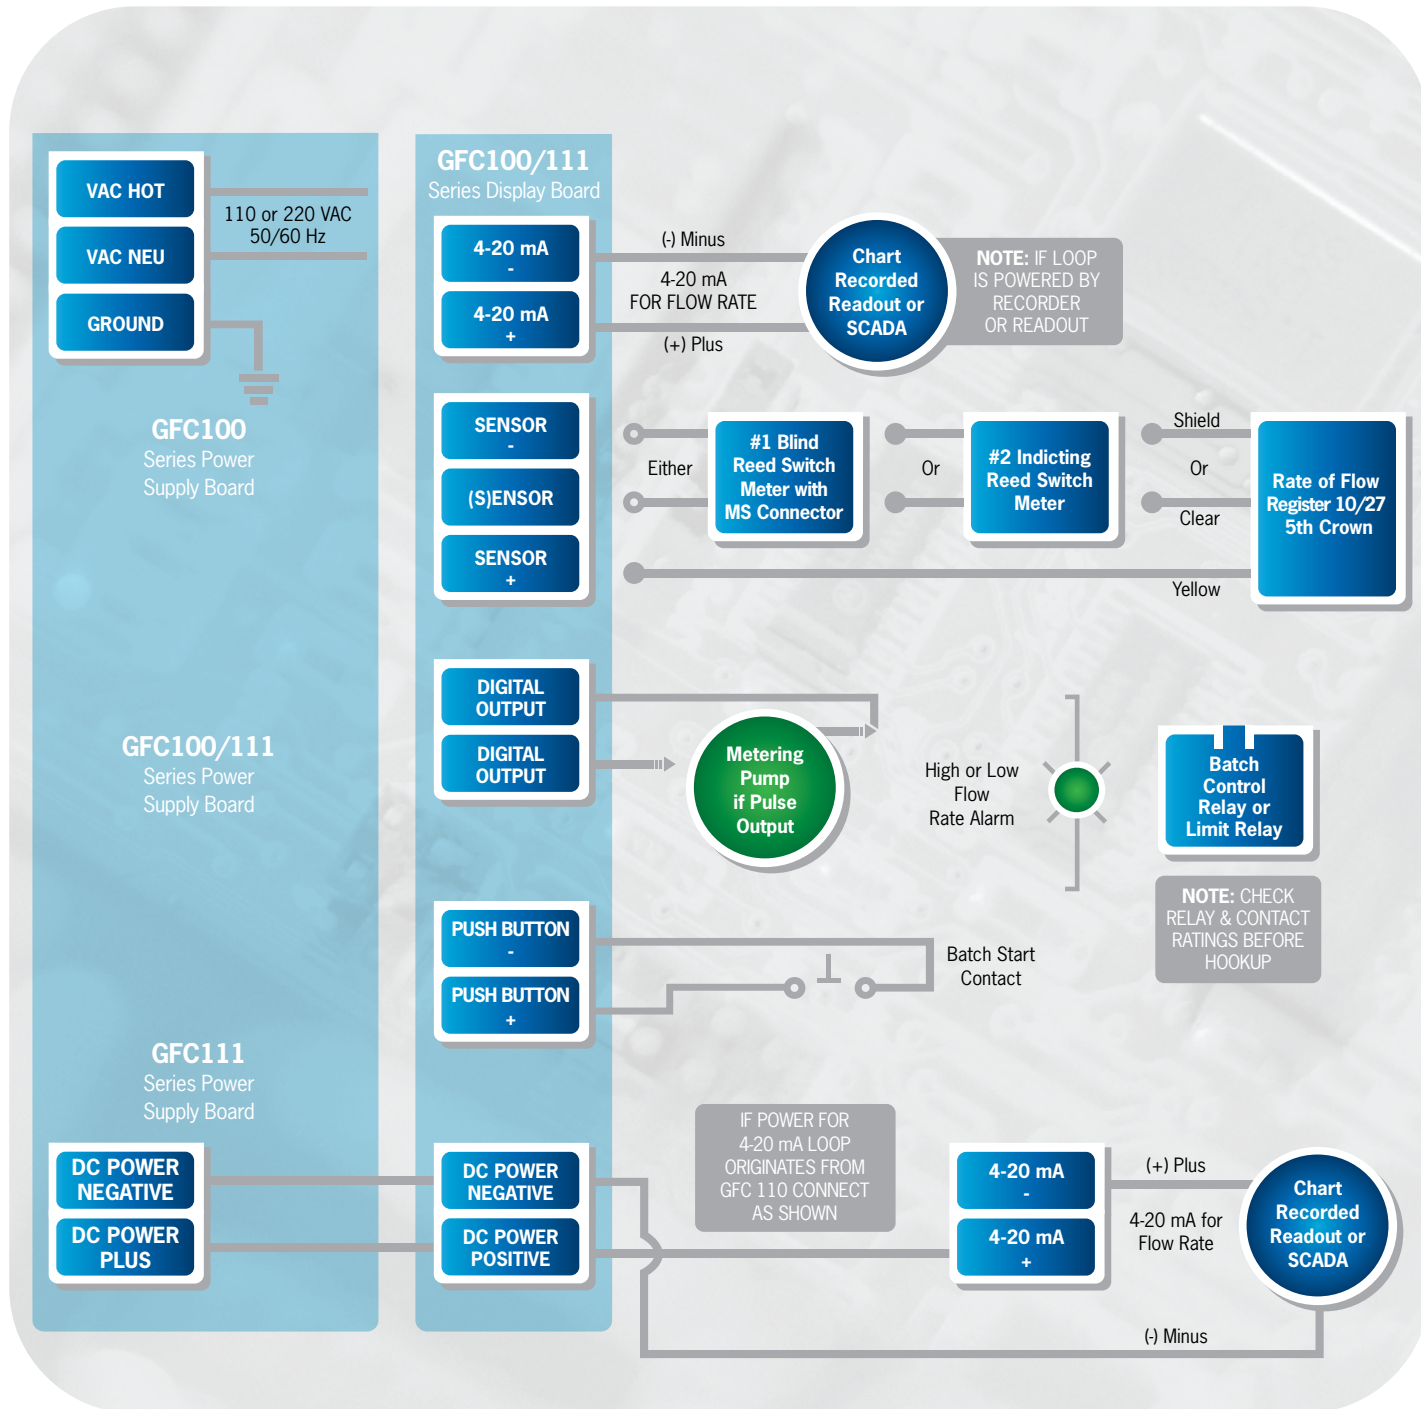 VAC HOT
VAC NEU
GROUND
110 or 220 VAC
50/60 Hz
GFC100
Series Power
Supply Board
GFC100/111
Series Power
Supply Board
GFC111
Series Power
Supply Board
DC POWER
NEGATIVE
DC POWER
PLUS
GFC100/111
Series Display Board
4-20 mA
-
4-20 mA
+
(-) Minus
4-20 mA
FOR FLOW RATE
(+) Plus
Chart
Recorded
Readout or
SCADA
NOTE: IF LOOP
IS POWERED BY
RECORDER
OR READOUT
SENSOR
-
(S)ENSOR
SENSOR
+
Either
#1 Blind
Reed Switch
Meter with
MS Connector
Or
#2 Indicting
Reed Switch
Meter
Shield
Or
Clear
Yellow
Rate of Flow
Register 10/27
5th Crown
DIGITAL
OUTPUT
DIGITAL
OUTPUT
Metering
Pump
if Pulse
Output
High or Low
Flow
Rate Alarm
Batch
Control
Relay or
Limit Relay
NOTE: CHECK
RELAY & CONTACT
RATINGS BEFORE
HOOKUP
PUSH BUTTON
-
PUSH BUTTON
+
Batch Start
Contact
DC POWER
NEGATIVE
DC POWER
POSITIVE
IF POWER FOR
4-20 mA LOOP
ORIGINATES FROM
GFC 110 CONNECT
AS SHOWN
4-20 mA
-
4-20 mA
+
(+) Plus
4-20 mA for
Flow Rate
(-) Minus
Chart
Recorded
Readout or
SCADA